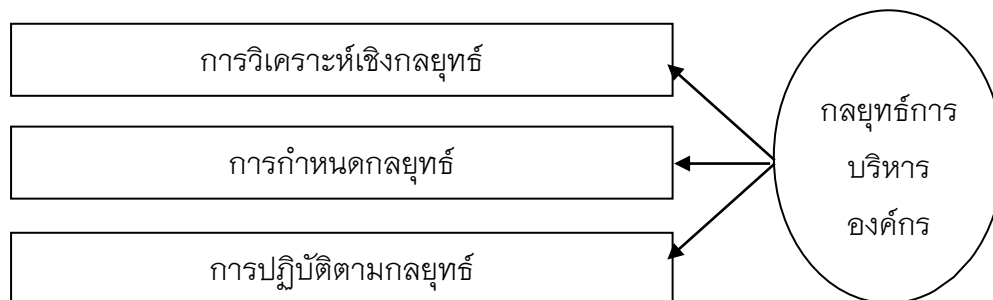 การวิเคราะห์เชิงกลยุทธ์
การกำหนดกลยุทธ์
การปฏิบัติตามกลยุทธ์
กลยุทธ์การ
บริหาร
องค์กร